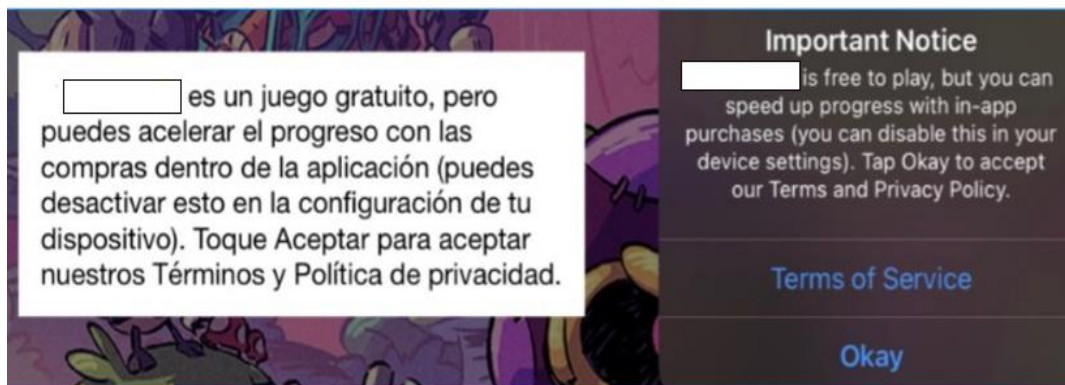 es un juego gratuito, pero
puedes acelerar el progreso con las
compras dentro de la aplicación (puedes
desactivar esto en la configuración de tu
dispositivo). Toque Aceptar para aceptar
nuestros Términos y Política de privacidad.
Important Notice
is free to play, but you can
speed up progress with in-app
purchases (you can disable this in your
device settings). Tap Okay to accept
our Terms and Privacy Policy.
Terms of Service
Okay